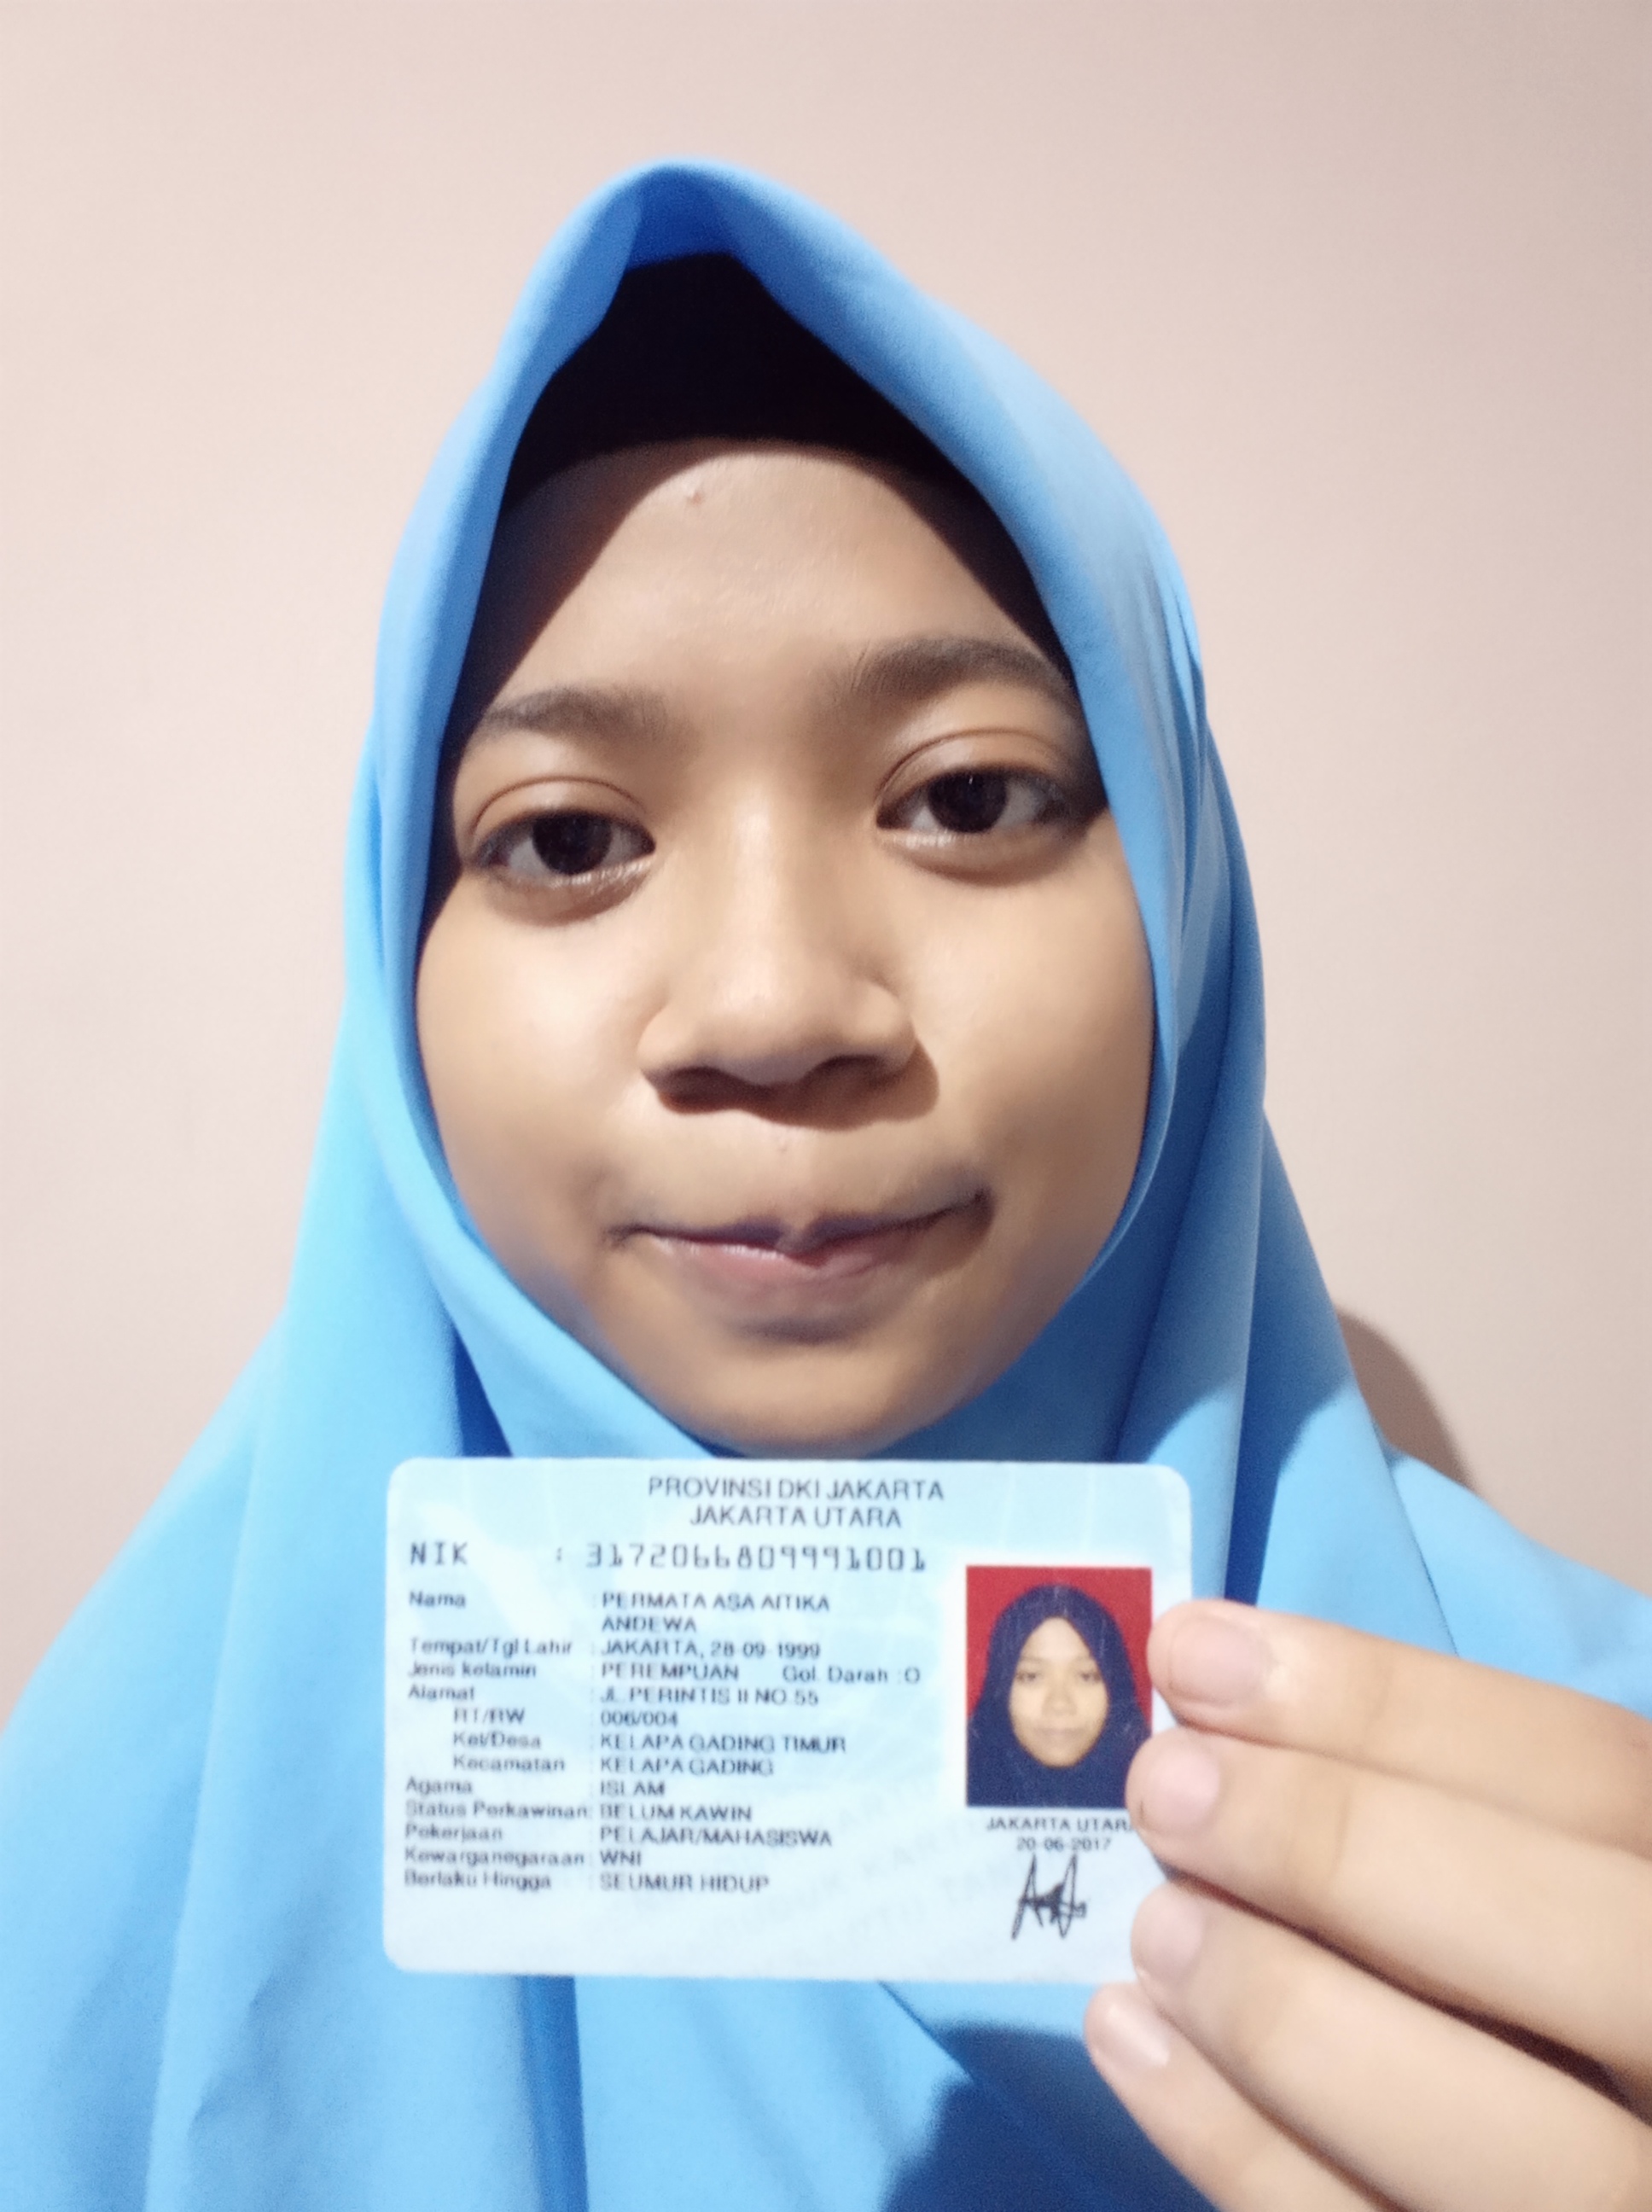 PROVINSI DKI JAKARTA
JAKARTA UTARA
NIK : 3172066809991001
Nama : PERMATA ASA AITIKA
ANDEWA
Tempat/Tgl Lahir : JAKARTA, 28-09-1999
Jenis kelamin : PEREMPUAN Gol. Darah : O
Alamat : JL. PERINTIS II NO 55
RT/RW : 006/004
Kel/Desa : KELAPA GADING TIMUR
Kecamatan : KELAPA GADING
Agama : ISLAM
Status Perkawinan : BELUM KAWIN
Pekerjaan : PELAJAR/MAHASISWA
Kewarganegaraan : WNI
Berlaku Hingga : SEUMUR HIDUP
JAKARTA UTARA
20-06-2017